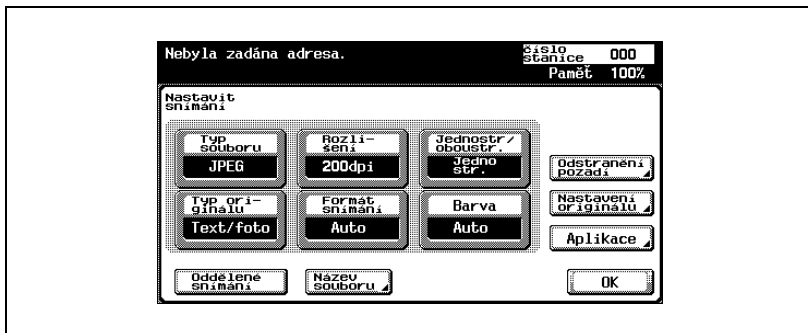 Nebyla zadána adresa.
číslo
stanice 000
Paměť 100%
Nastavit
snímání
Typ
souboru
JPEG
Rozli-
šení
200dpi
Jednostr/
oboustr.
Jedno
str.
Odstranění
pozadí
Typ ori-
ginálu
Text/foto
Formát
snímání
Auto
Barva
Auto
Nastavení
originálu
Aplikace
Oddělené
snímání
Název
souboru
OK